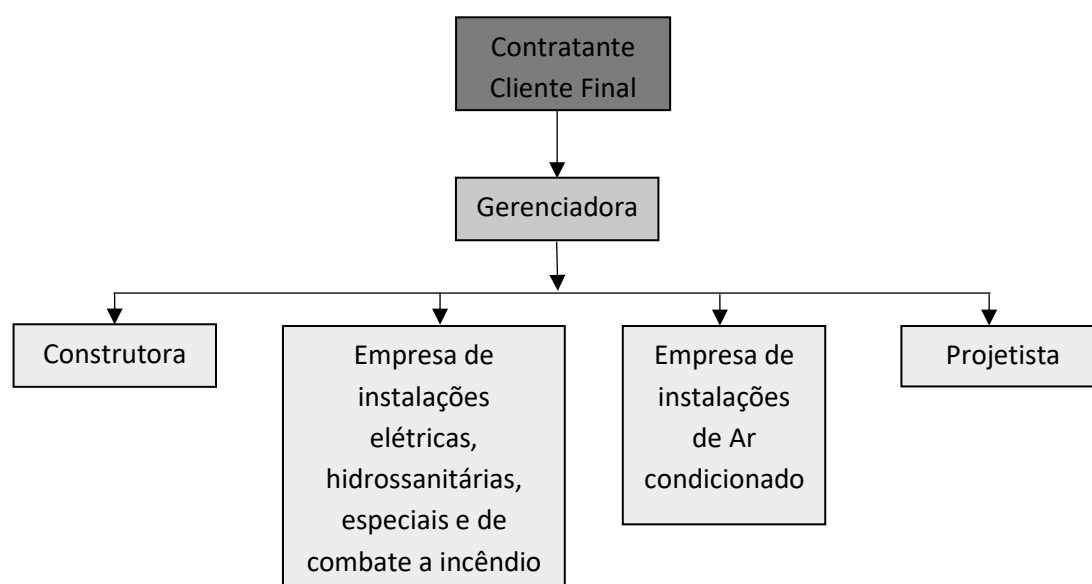 Contratante
Cliente Final
Gerenciadora
Construtora
Empresa de
instalações
elétricas,
hidrossanitárias,
especiais e de
combate a incêndio
Empresa de
instalações
de Ar
condicionado
Projetista